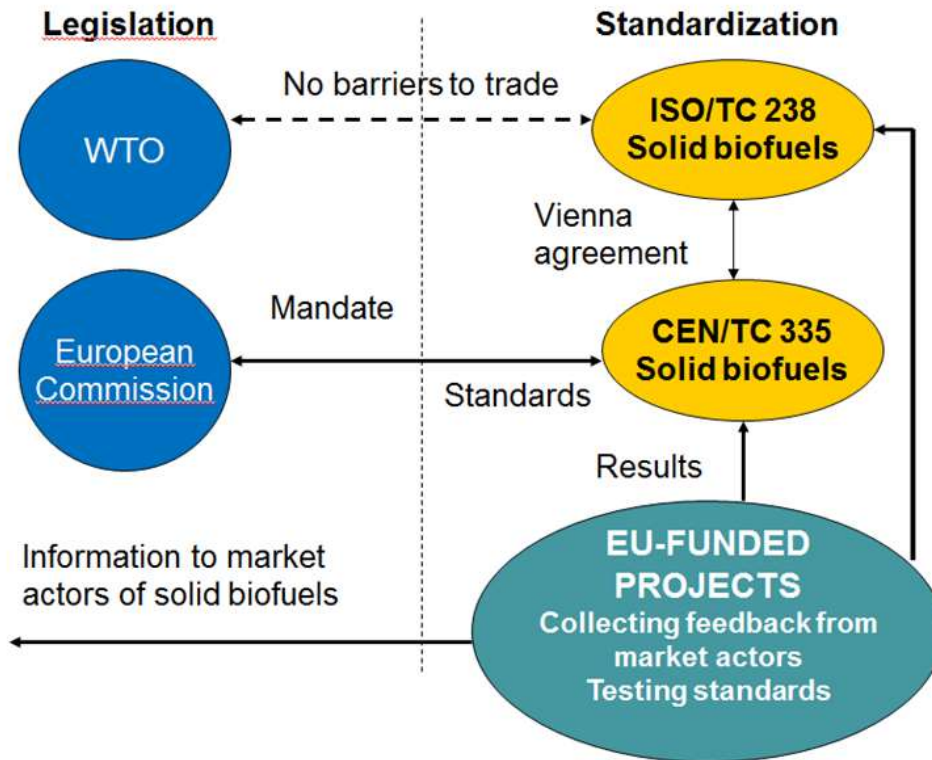 Legislation
Standardization
No barriers to trade
WTO
ISO/TC 238
Solid biofuels
Vienna
agreement
Mandate
European
Commission
CEN/TC 335
Solid biofuels
Standards
Results
Information to market
actors of solid biofuels
EU-FUNDED
PROJECTS
Collecting feedback from
market actors
Testing standards